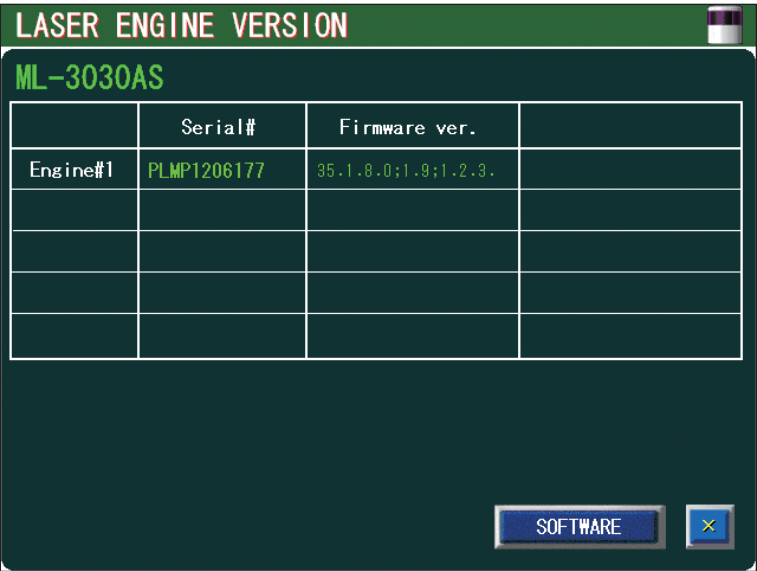 LASER ENGINE VERSION
ML-3030AS
Serial# Firmware ver.
Engine#1 PLMP1206177 35.1.8.0;1.9;1.2.3.
SOFTWARE
×